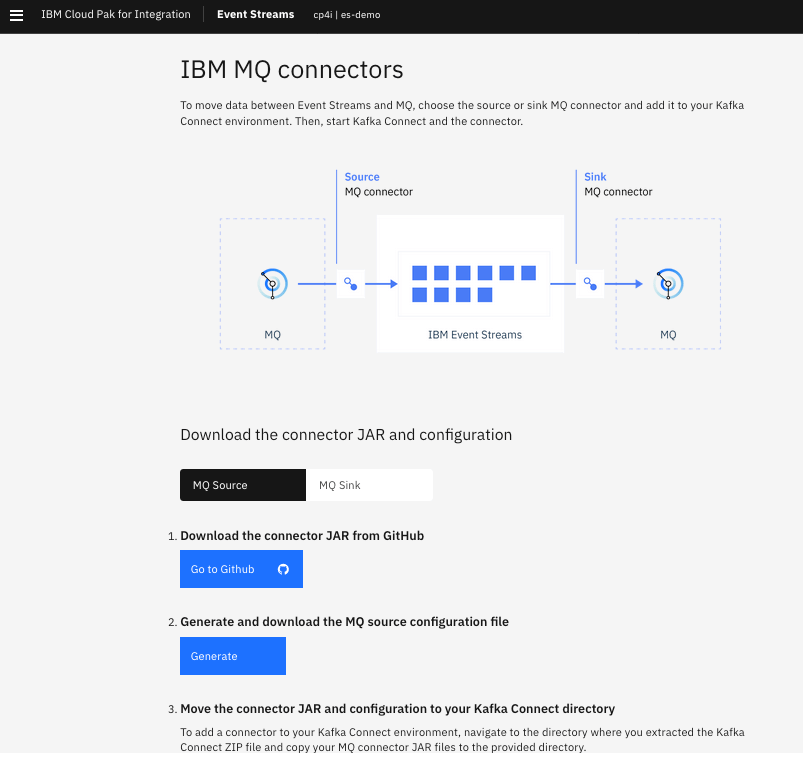 IBM Cloud Pak for Integration Event Streams cp4i | es-demo
IBM MQ connectors
To move data between Event Streams and MQ, choose the source or sink MQ connector and add it to your Kafka
Connect environment. Then, start Kafka Connect and the connector.
Source
MQ connector
Sink
MQ connector
MQ
IBM Event Streams
MQ
Download the connector JAR and configuration
MQ Source
MQ Sink
1. Download the connector JAR from GitHub
Go to Github
2. Generate and download the MQ source configuration file
Generate
3. Move the connector JAR and configuration to your Kafka Connect directory
To add a connector to your Kafka Connect environment, navigate to the directory where you extracted the Kafka
Connect ZIP file and copy your MQ connector JAR files to the provided directory.